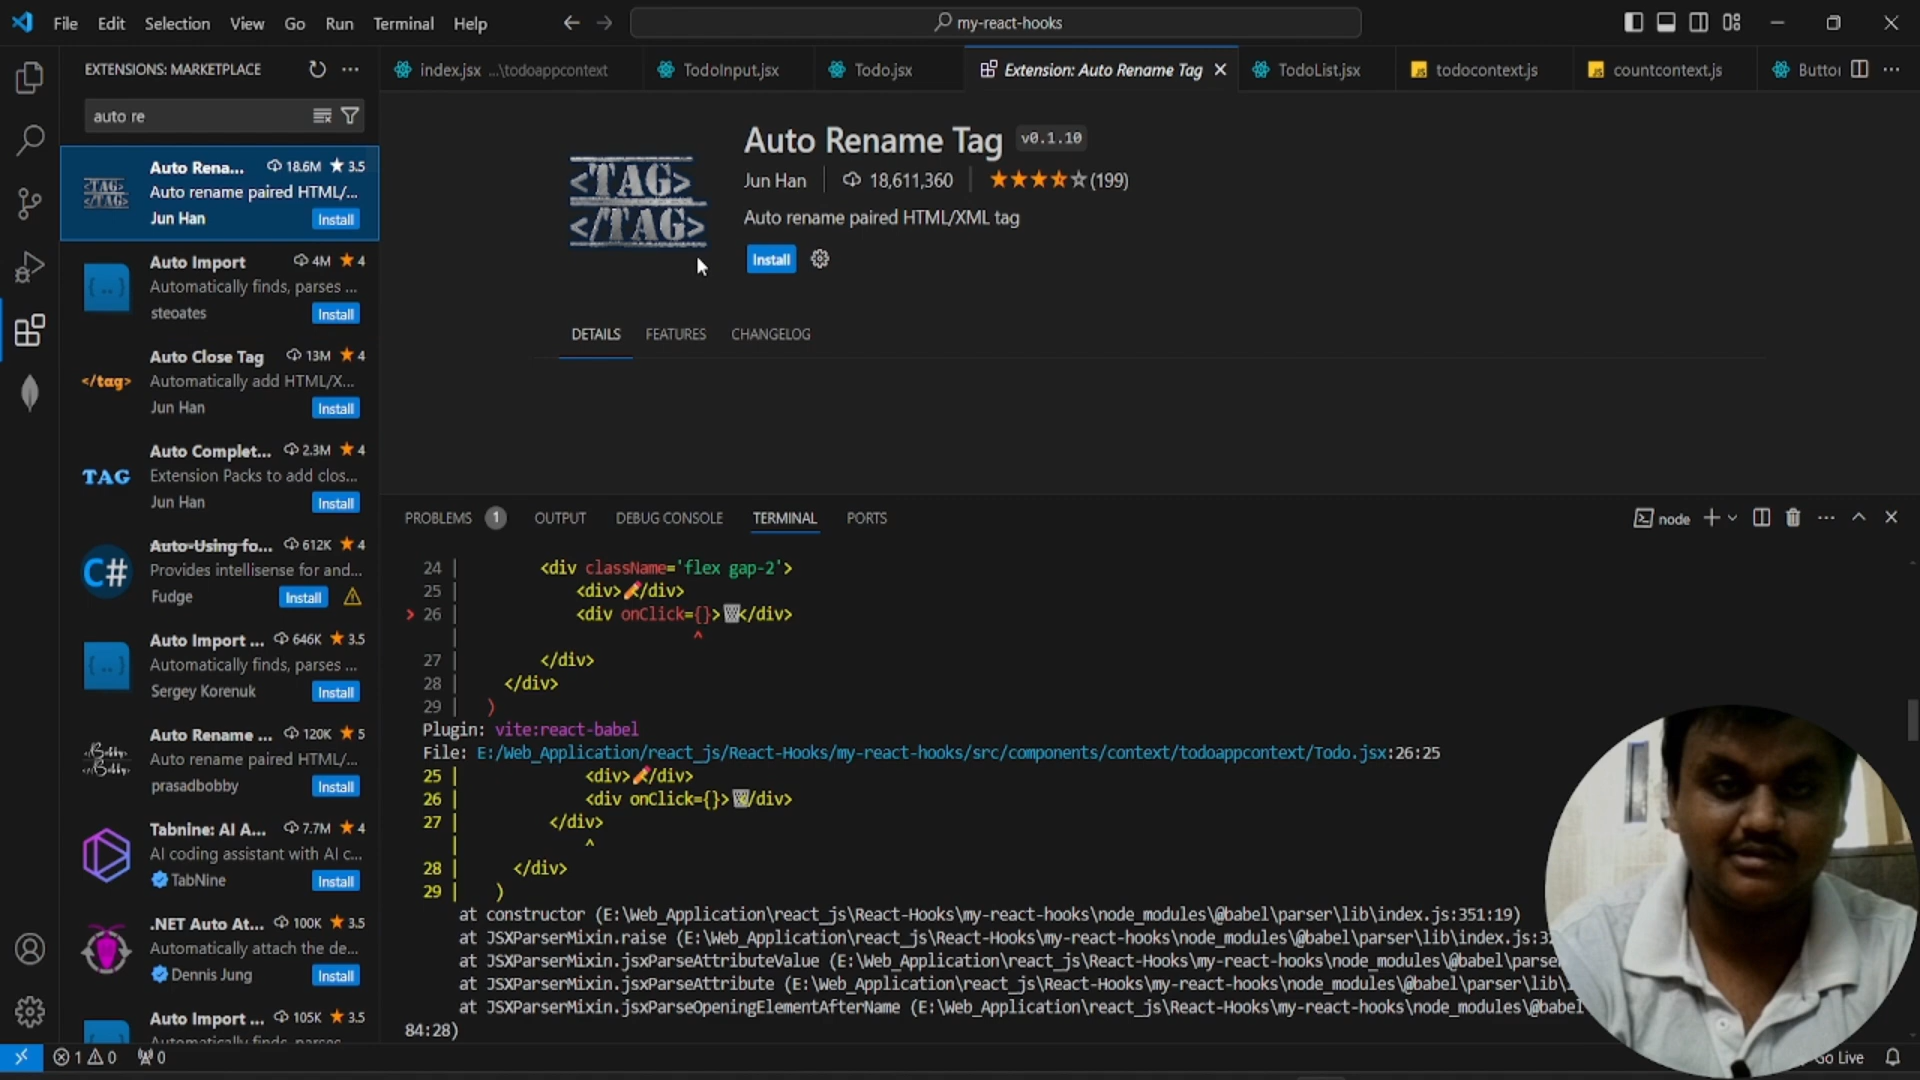 File Edit Selection View Go Run Terminal Help
my-react-hooks
EXTENSIONS: MARKETPLACE
index.jsx ...\todoappcontext
TodoInput.jsx
Todo.jsx
Extension: Auto Rename Tag
TodoList.jsx
todocontext.js
countcontext.js
auto re
Auto Rena... 18.6M 3.5
Auto rename paired HTML/...
Jun Han Install
Auto Import 4M 4
Automatically finds, parses ...
steoates Install
Auto Close Tag 13M 4
</tag> Automatically add HTML/X...
Jun Han Install
Auto Complet... 2.3M 4
TAG Extension Packs to add clos...
Jun Han Install
Auto-Using fo... 612K 4
C# Provides intellisense for and...
Fudge Install
Auto Import ... 646K 3.5
Automatically finds, parses ...
Sergey Korenuk Install
Auto Rename ... 120K 5
Auto rename paired HTML/...
prasadbobby Install
Tabnine: AI A... 7.7M 4
AI coding assistant with AI c...
TabNine Install
.NET Auto At... 100K 3.5
Automatically attach the de...
Dennis Jung Install
Auto Import ... 105K 3.5
<TAG>
</TAG>
Auto Rename Tag v0.1.10
Jun Han 18,611,360 ★★★★☆(199)
Auto rename paired HTML/XML tag
Install
DETAILS FEATURES CHANGELOG
PROBLEMS 1 OUTPUT DEBUG CONSOLE TERMINAL PORTS
node
24 | <div className='flex gap-2'>
25 | <div>✏️/div>
> 26 | <div onClick={}>🗑</div>
| ^
27 | </div>
28 | </div>
29 | )
Plugin: vite:react-babel
File: E:/Web_Application/react_js/React-Hooks/my-react-hooks/src/components/context/todoappcontext/Todo.jsx:26:25
25 | <div>✏️/div>
26 | <div onClick={}>🗑/div>
27 | </div>
| ^
28 | </div>
29 | )
at constructor (E:\Web_Application\react_js\React-Hooks\my-react-hooks\node_modules\@babel\parser\lib\index.js:351:19)
at JSXParserMixin.raise (E:\Web_Application\react_js\React-Hooks\my-react-hooks\node_modules\@babel\parser\lib\index.js:3
at JSXParserMixin.jsxParseAttributeValue (E:\Web_Application\react_js\React-Hooks\my-react-hooks\node_modules\@babel\parse
at JSXParserMixin.jsxParseAttribute (E:\Web_Application\react_js\React-Hooks\my-react-hooks\node_modules\@babel\parser\lib\
at JSXParserMixin.jsxParseOpeningElementAfterName (E:\Web_Application\react_js\React-Hooks\my-react-hooks\node_modules\@babel
84:28)
1 0 0
Go Live